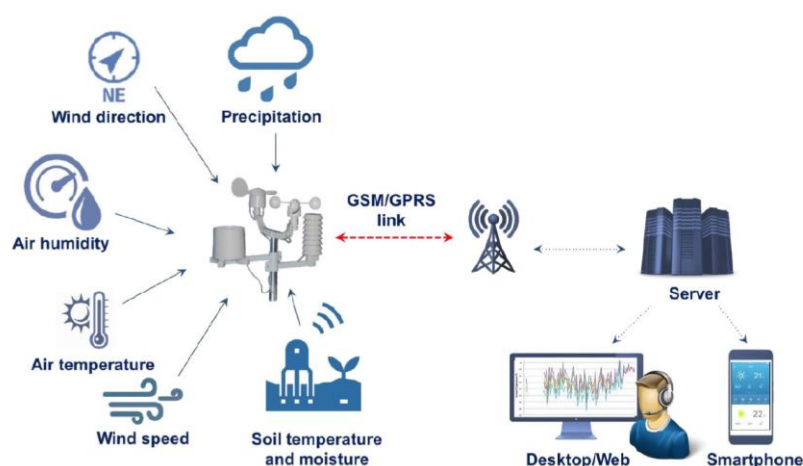 NE
Wind direction
Precipitation
GSM/GPRS
link
Air humidity
Server
Air temperature
Wind speed
Soil temperature
and moisture
Desktop/Web
Smartphone